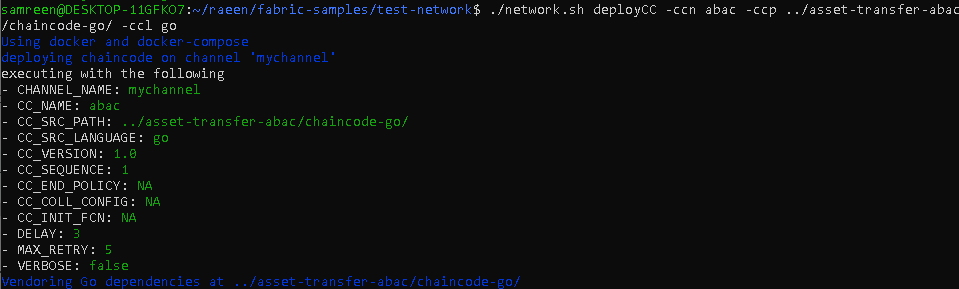 samreen@DESKTOP-11GFKO7:~/raeen/fabric-samples/test-network$ ./network.sh deployCC -ccn abac -ccp ../asset-transfer-abac
/chaincode-go/ -ccl go
Using docker and docker-compose
deploying chaincode on channel 'mychannel'
executing with the following
- CHANNEL_NAME: mychannel
- CC_NAME: abac
- CC_SRC_PATH: ../asset-transfer-abac/chaincode-go/
- CC_SRC_LANGUAGE: go
- CC_VERSION: 1.0
- CC_SEQUENCE: 1
- CC_END_POLICY: NA
- CC_COLL_CONFIG: NA
- CC_INIT_FCN: NA
- DELAY: 3
- MAX_RETRY: 5
- VERBOSE: false
Vendoring Go dependencies at ../asset-transfer-abac/chaincode-go/